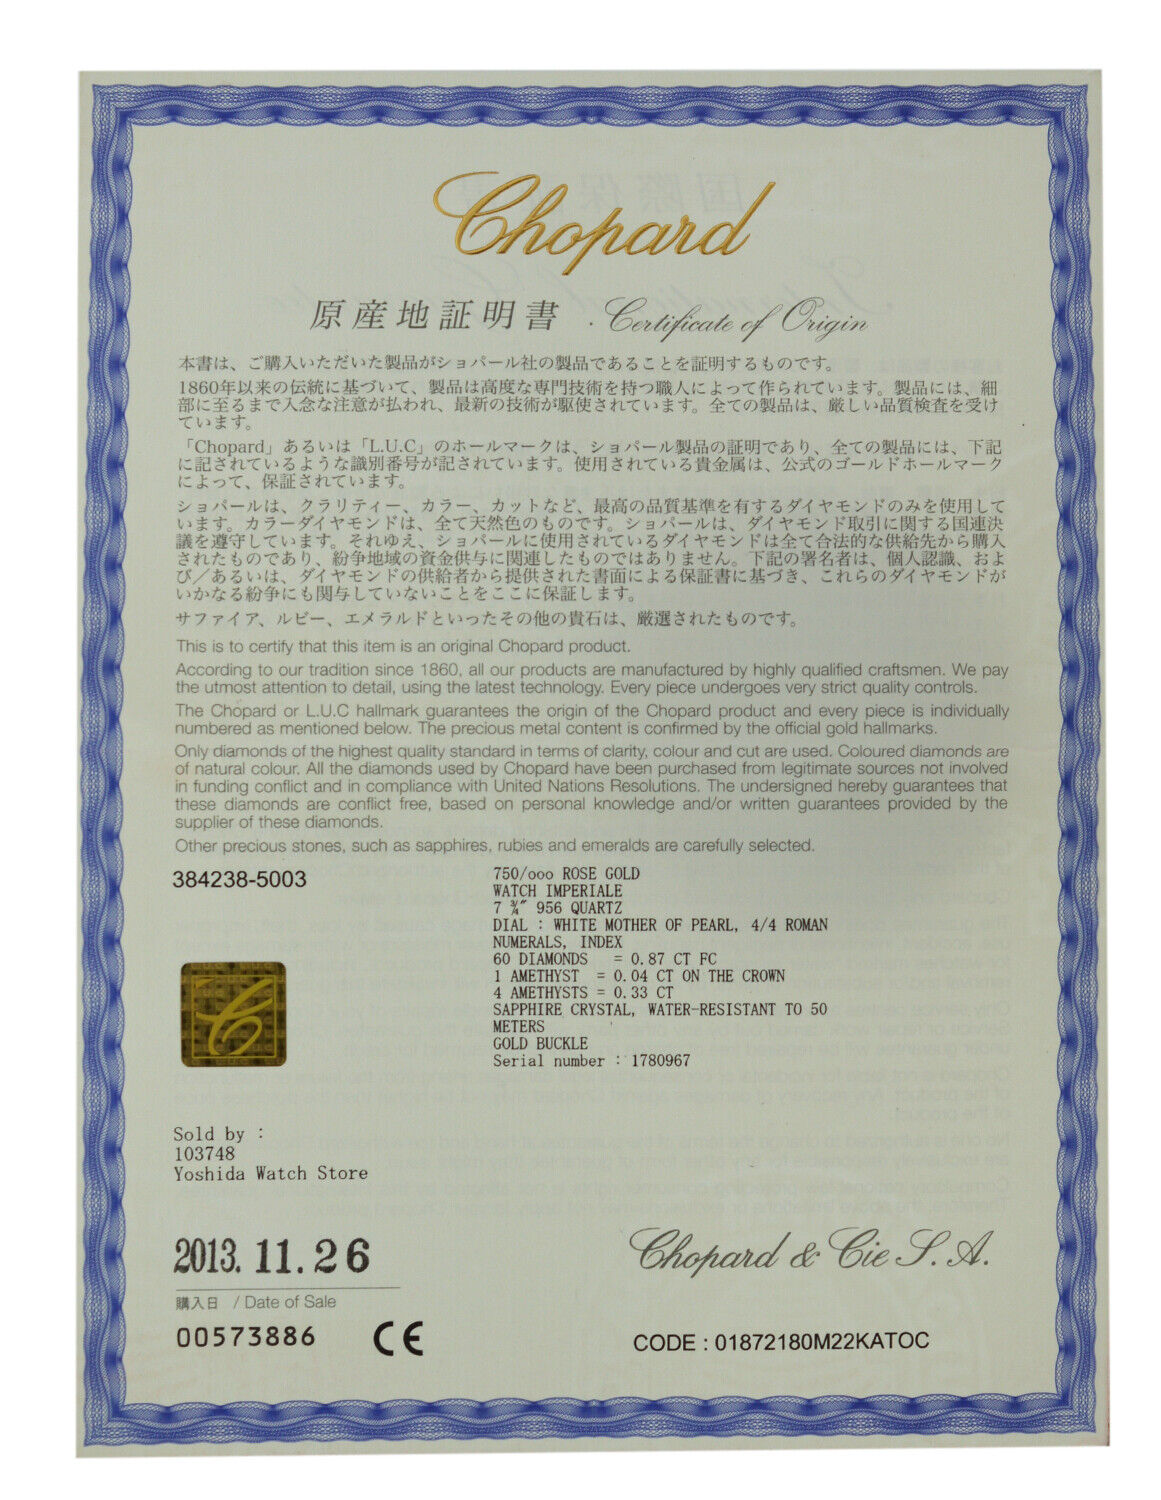 Chopard
原産地証明書 . Certificate of Origin
本書は、ご購入いただいた製品がショパール社の製品であることを証明するものです。
1860年以来の伝統に基づいて、製品は高度な専門技術を持つ職人によって作られています。製品には、細
部に至るまで入念な注意が払われ、最新の技術が駆使されています。全ての製品は、厳しい品質検査を受け
ています。
「Chopard」あるいは「L.U.C」のホールマークは、ショパール製品の証明であり、全ての製品には、下記
に記されているような識別番号が記されています。使用されている貴金属は、公式のゴールドホールマーク
によって、保証されています。
ショパールは、クラリティー、カラー、カットなど、最高の品質基準を有するダイヤモンドのみを使用して
います。カラーダイヤモンドは、全て天然色のものです。ショパールは、ダイヤモンド取引に関する国連決
議を遵守しています。それゆえ、ショパールに使用されているダイヤモンドは全て合法的な供給先から購入
されたものであり、紛争地域の資金供与に関連したものではありません。下記の署名者は、個人認識、およ
び／あるいは、ダイヤモンドの供給者から提供された書面による保証書に基づき、これらのダイヤモンドが
いかなる紛争にも関与していないことをここに保証します。
サファイア、ルビー、エメラルドといったその他の貴石は、厳選されたものです。
This is to certify that this item is an original Chopard product.
According to our tradition since 1860, all our products are manufactured by highly qualified craftsmen. We pay
the utmost attention to detail, using the latest technology. Every piece undergoes very strict quality controls.
The Chopard or L.U.C hallmark guarantees the origin of the Chopard product and every piece is individually
numbered as mentioned below. The precious metal content is confirmed by the official gold hallmarks.
Only diamonds of the highest quality standard in terms of clarity, colour and cut are used. Coloured diamonds are
of natural colour. All the diamonds used by Chopard have been purchased from legitimate sources not involved
in funding conflict and in compliance with United Nations Resolutions. The undersigned hereby guarantees that
these diamonds are conflict free, based on personal knowledge and/or written guarantees provided by the
supplier of these diamonds.
Other precious stones, such as sapphires, rubies and emeralds are carefully selected.
384238-5003
750/ooo ROSE GOLD
WATCH IMPERIALE
7 ¾″ 956 QUARTZ
DIAL : WHITE MOTHER OF PEARL, 4/4 ROMAN
NUMERALS, INDEX
60 DIAMONDS = 0.87 CT FC
1 AMETHYST = 0.04 CT ON THE CROWN
4 AMETHYSTS = 0.33 CT
SAPPHIRE CRYSTAL, WATER-RESISTANT TO 50
METERS
GOLD BUCKLE
Serial number : 1780967
Sold by :
103748
Yoshida Watch Store
2013.11.26
Chopard & Cie S.A.
購入日 / Date of Sale
00573886 CE
CODE : 01872180M22KATOC